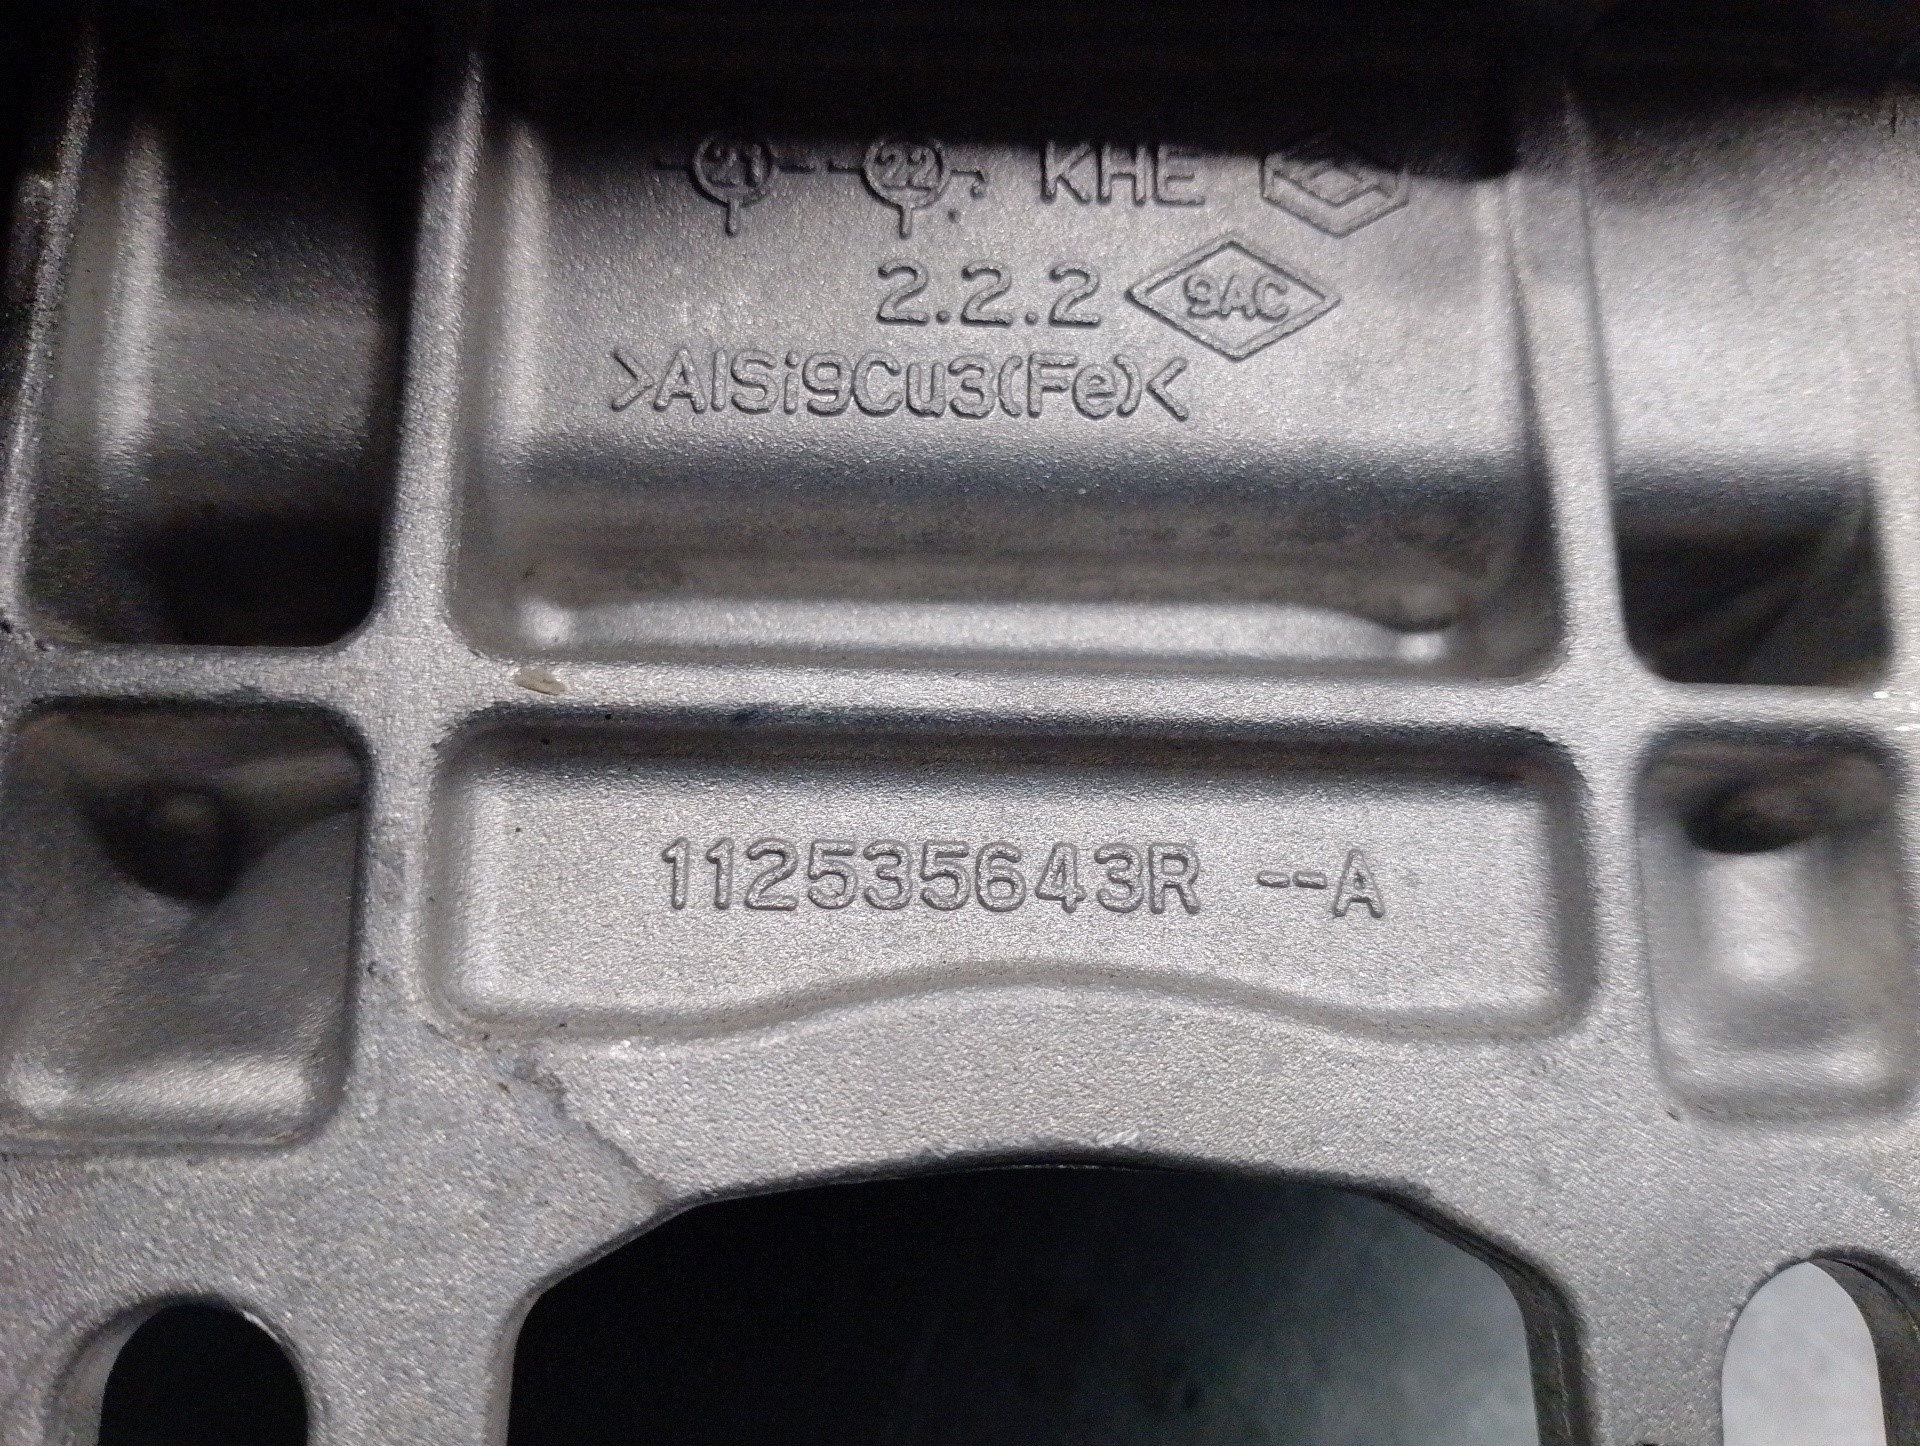 21 22 KHE
2.2.2 9AC
>AlSi9Cu3(Fe)<
112535643R --A